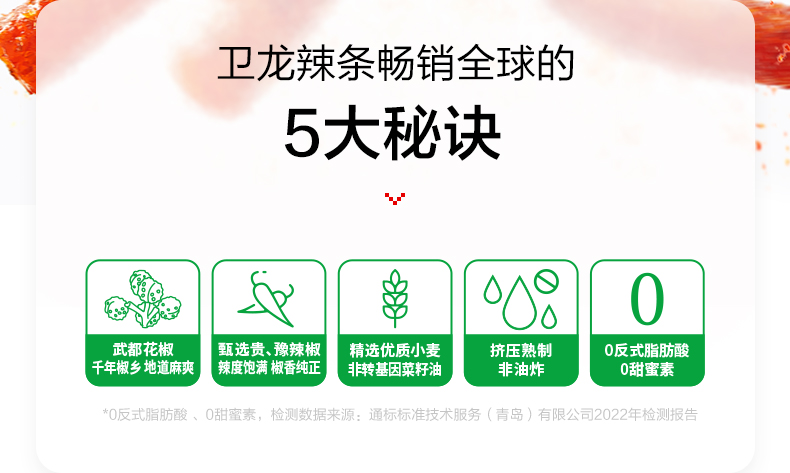 卫龙辣条畅销全球的
5大秘诀
武都花椒
千年椒乡 地道麻爽
甄选贵、豫辣椒
辣度饱满 椒香纯正
精选优质小麦
非转基因菜籽油
挤压熟制
非油炸
0
0反式脂肪酸
0甜蜜素
*0反式脂肪酸 、0甜蜜素，检测数据来源：通标标准技术服务（青岛）有限公司2022年检测报告